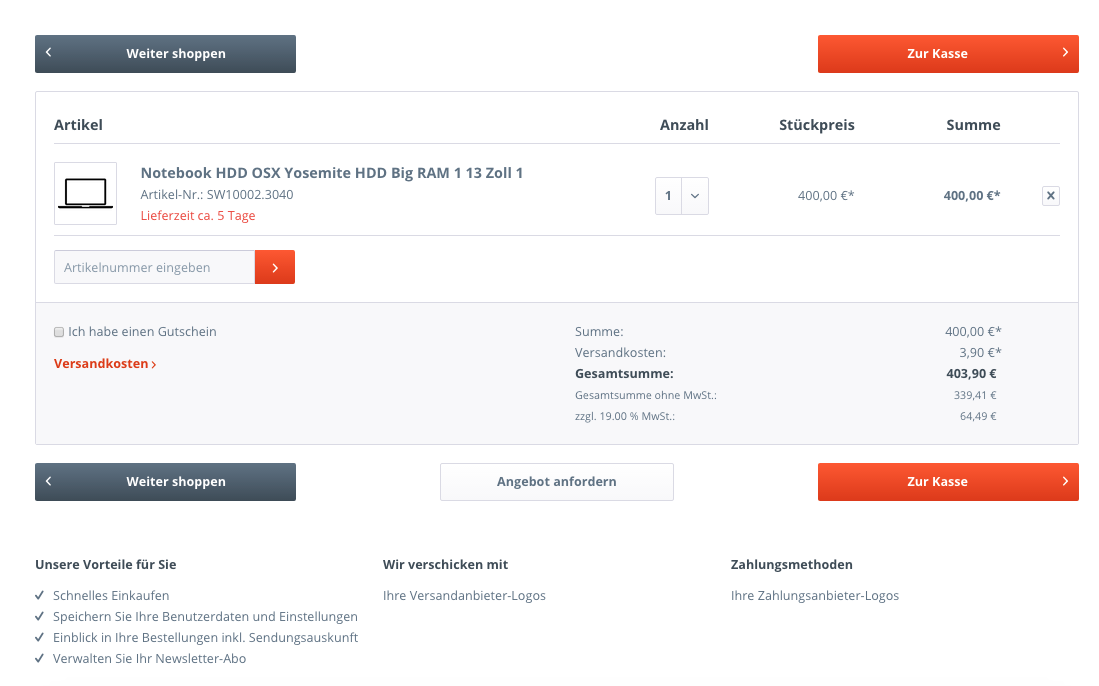 Weiter shoppen
Zur Kasse
Artikel Anzahl Stückpreis Summe
Notebook HDD OSX Yosemite HDD Big RAM 1 13 Zoll 1
Artikel-Nr.: SW10002.3040
1 400,00 €* 400,00 €*
Lieferzeit ca. 5 Tage
Artikelnummer eingeben
Ich habe einen Gutschein
Versandkosten
Summe: 400,00 €*
Versandkosten: 3,90 €*
Gesamtsumme: 403,90 €
Gesamtsumme ohne MwSt.: 339,41 €
zzgl. 19.00 % MwSt.: 64,49 €
Weiter shoppen
Angebot anfordern
Zur Kasse
Unsere Vorteile für Sie
Schnelles Einkaufen
Speichern Sie Ihre Benutzerdaten und Einstellungen
Einblick in Ihre Bestellungen inkl. Sendungsauskunft
Verwalten Sie Ihr Newsletter-Abo
Wir verschicken mit
Ihre Versandanbieter-Logos
Zahlungsmethoden
Ihre Zahlungsanbieter-Logos